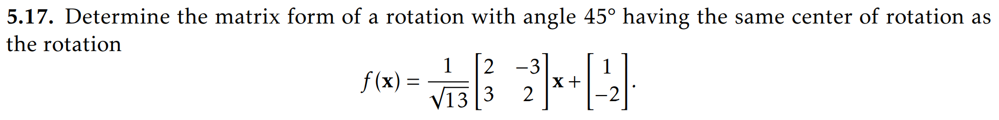 5.17. Determine the matrix form of a rotation with angle 45° having the same center of rotation as
the rotation
f(x) = \frac{1}{\sqrt{13}} \begin{bmatrix} 2 & -3 \\ 3 & 2 \end{bmatrix} x + \begin{bmatrix} 1 \\ -2 \end{bmatrix}.